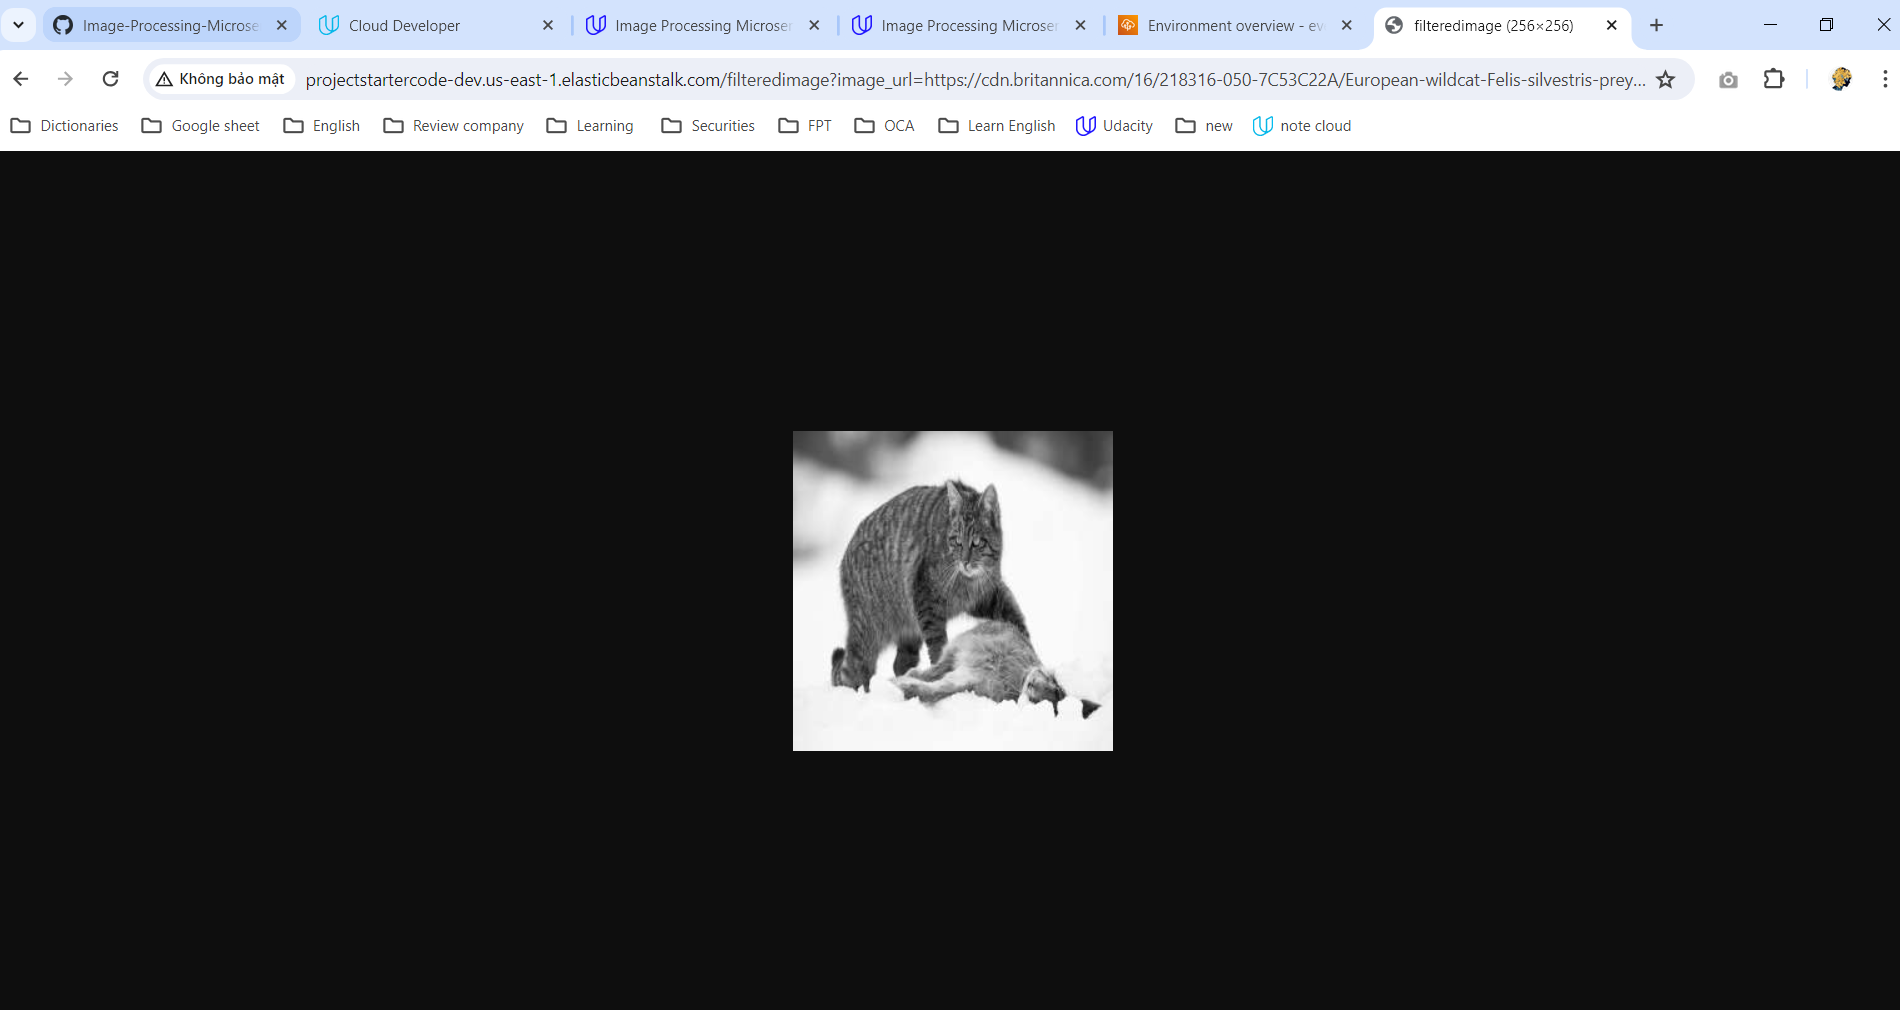 Image-Processing-Microse
Cloud Developer
Image Processing Microser
Image Processing Microser
Environment overview - ev
filteredimage (256×256)
Không bảo mật
projectstartercode-dev.us-east-1.elasticbeanstalk.com/filteredimage?image_url=https://cdn.britannica.com/16/218316-050-7C53C22A/European-wildcat-Felis-silvestris-prey...
Dictionaries
Google sheet
English
Review company
Learning
Securities
FPT
OCA
Learn English
Udacity
new
note cloud